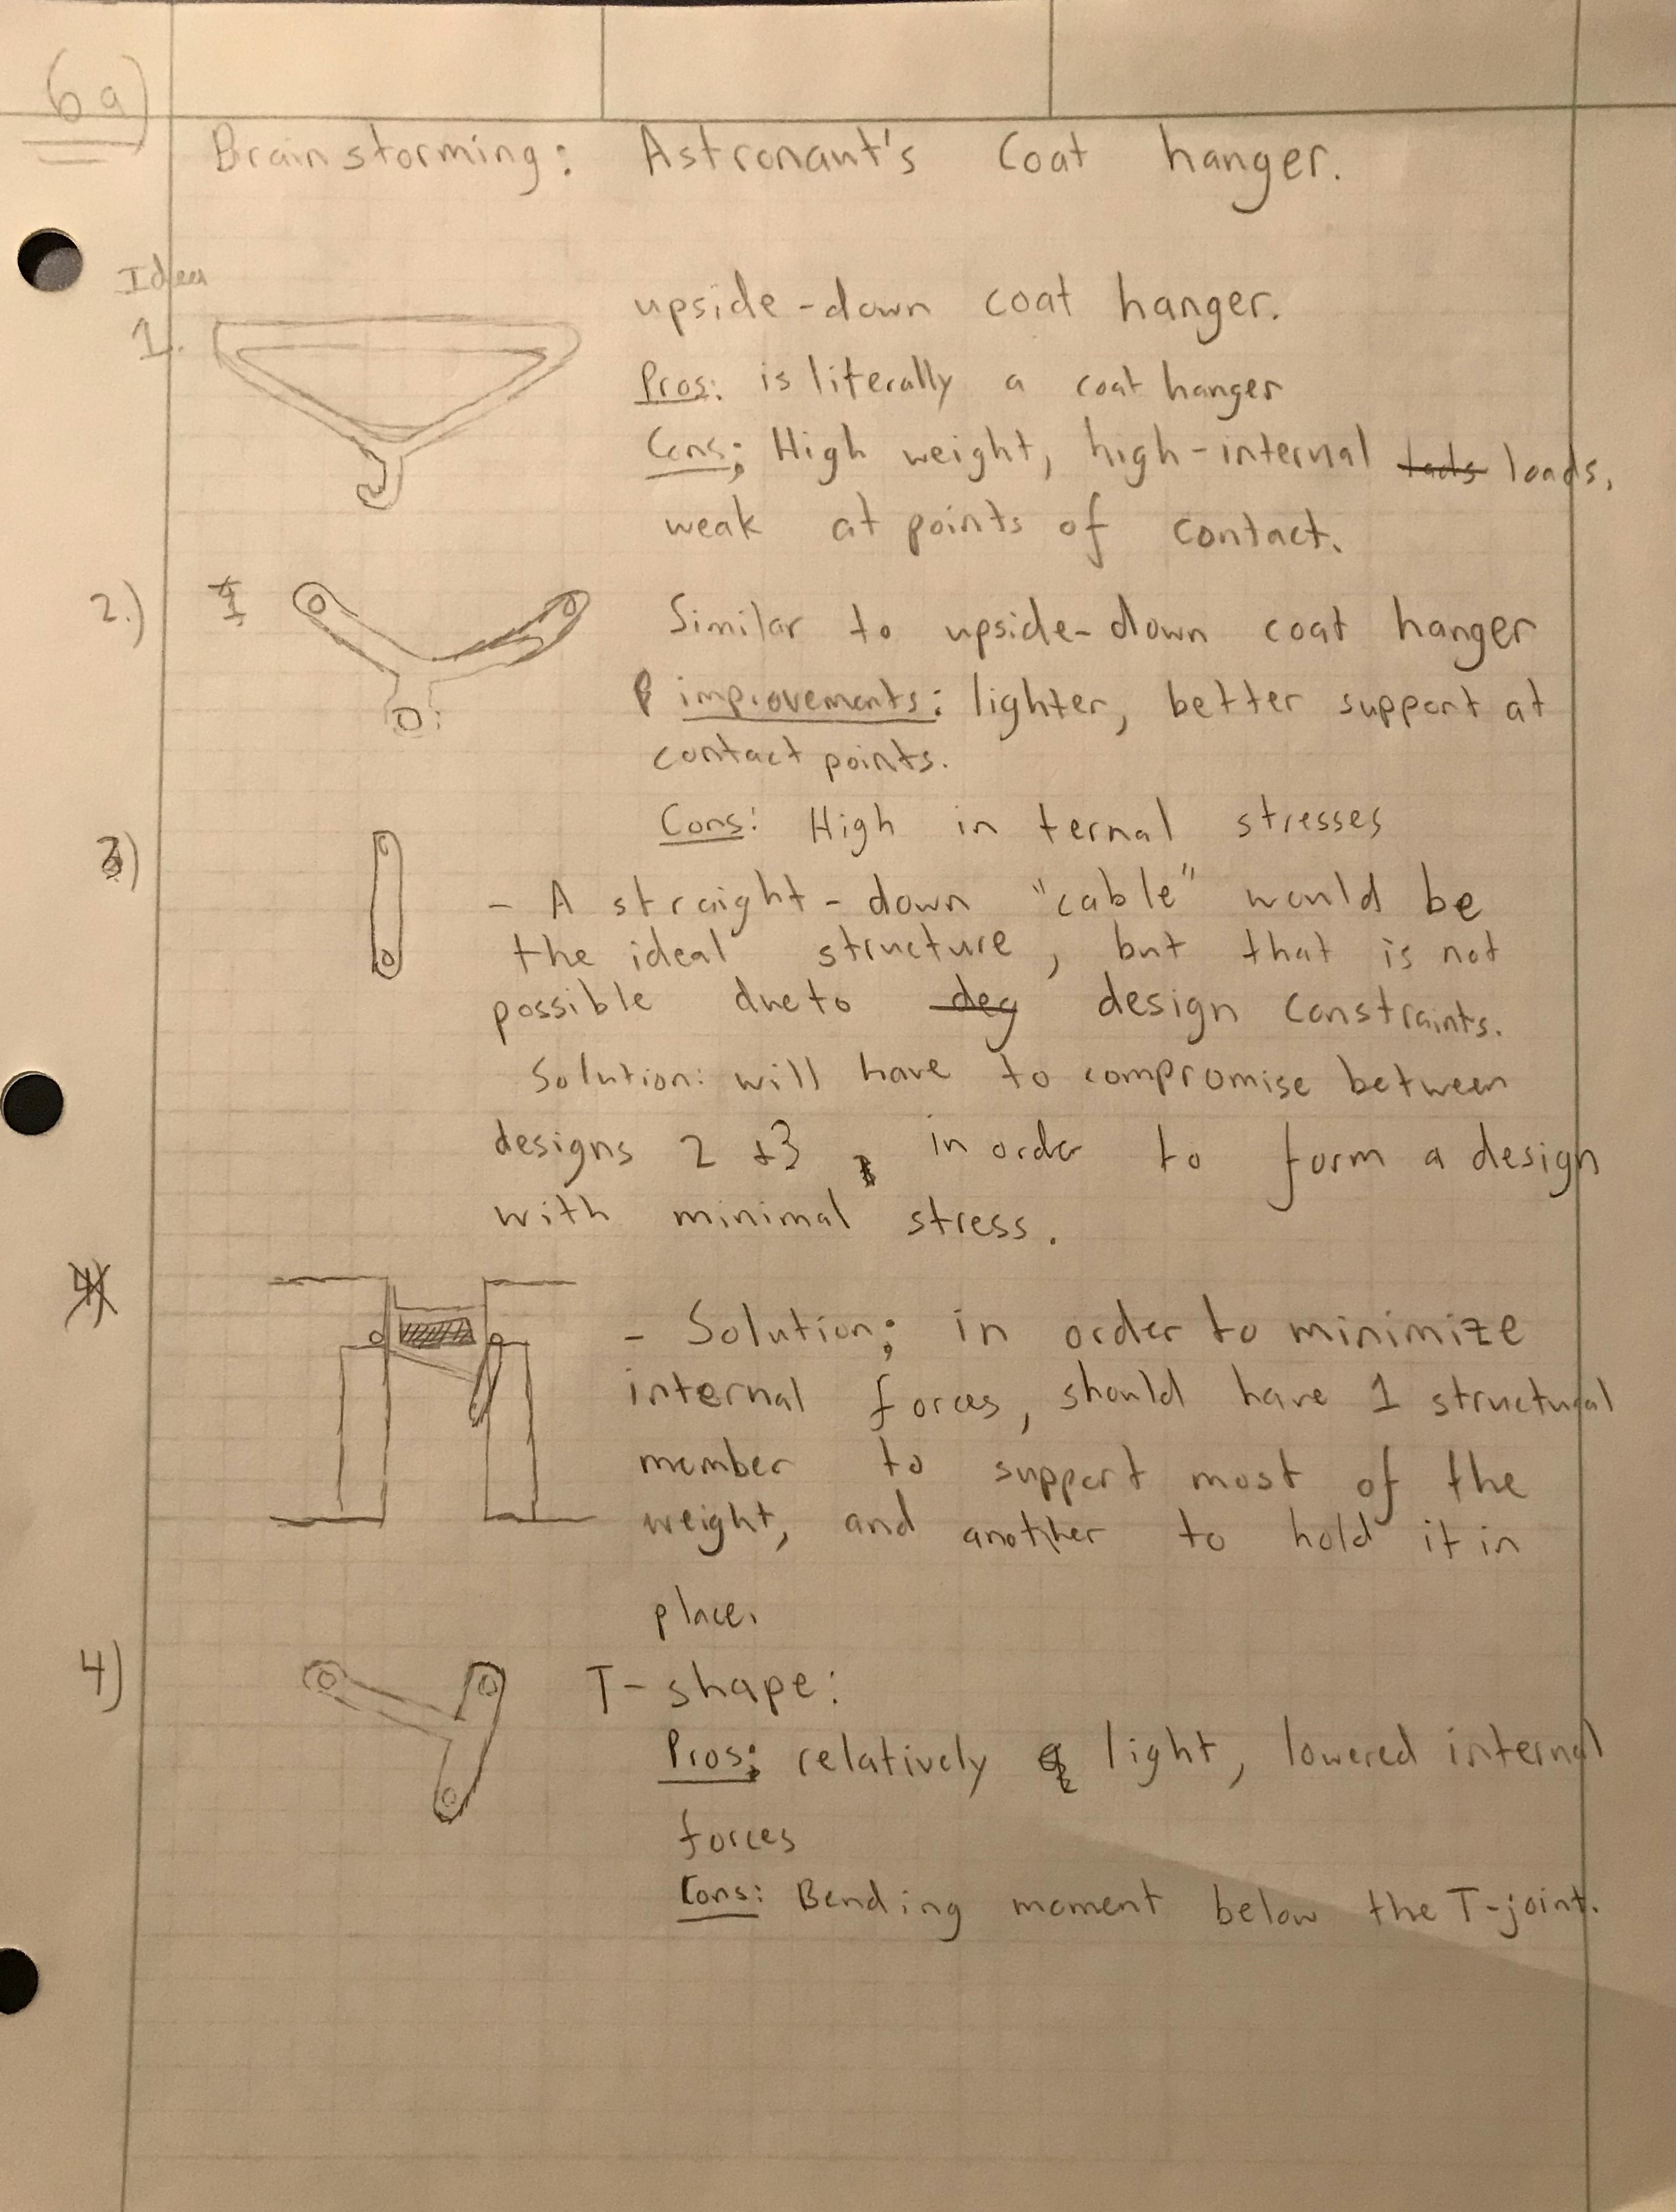 6a)
Brainstorming: Astronaut's Coat hanger.
Idea
1.
upside-down coat hanger.
Pros: is literally a coat hanger
Cons: High weight, high-internal loads,
weak at points of contact.
2.)
Similar to upside-down coat hanger
improvements: lighter, better support at
contact points.
Cons: High in ternal stresses
3)
- A straight-down "cable" would be
the ideal structure, but that is not
possible due to deg design constraints.
Solution: will have to compromise between
designs 2 +3, in order to form a design
with minimal stress.
4)
- Solution: in order to minimize
internal forces, should have 1 structural
member to support most of the
weight, and another to hold it in
place.
4)
T-shape:
Pros: relatively light, lowered internal
forces
Cons: Bending moment below the T-joint.